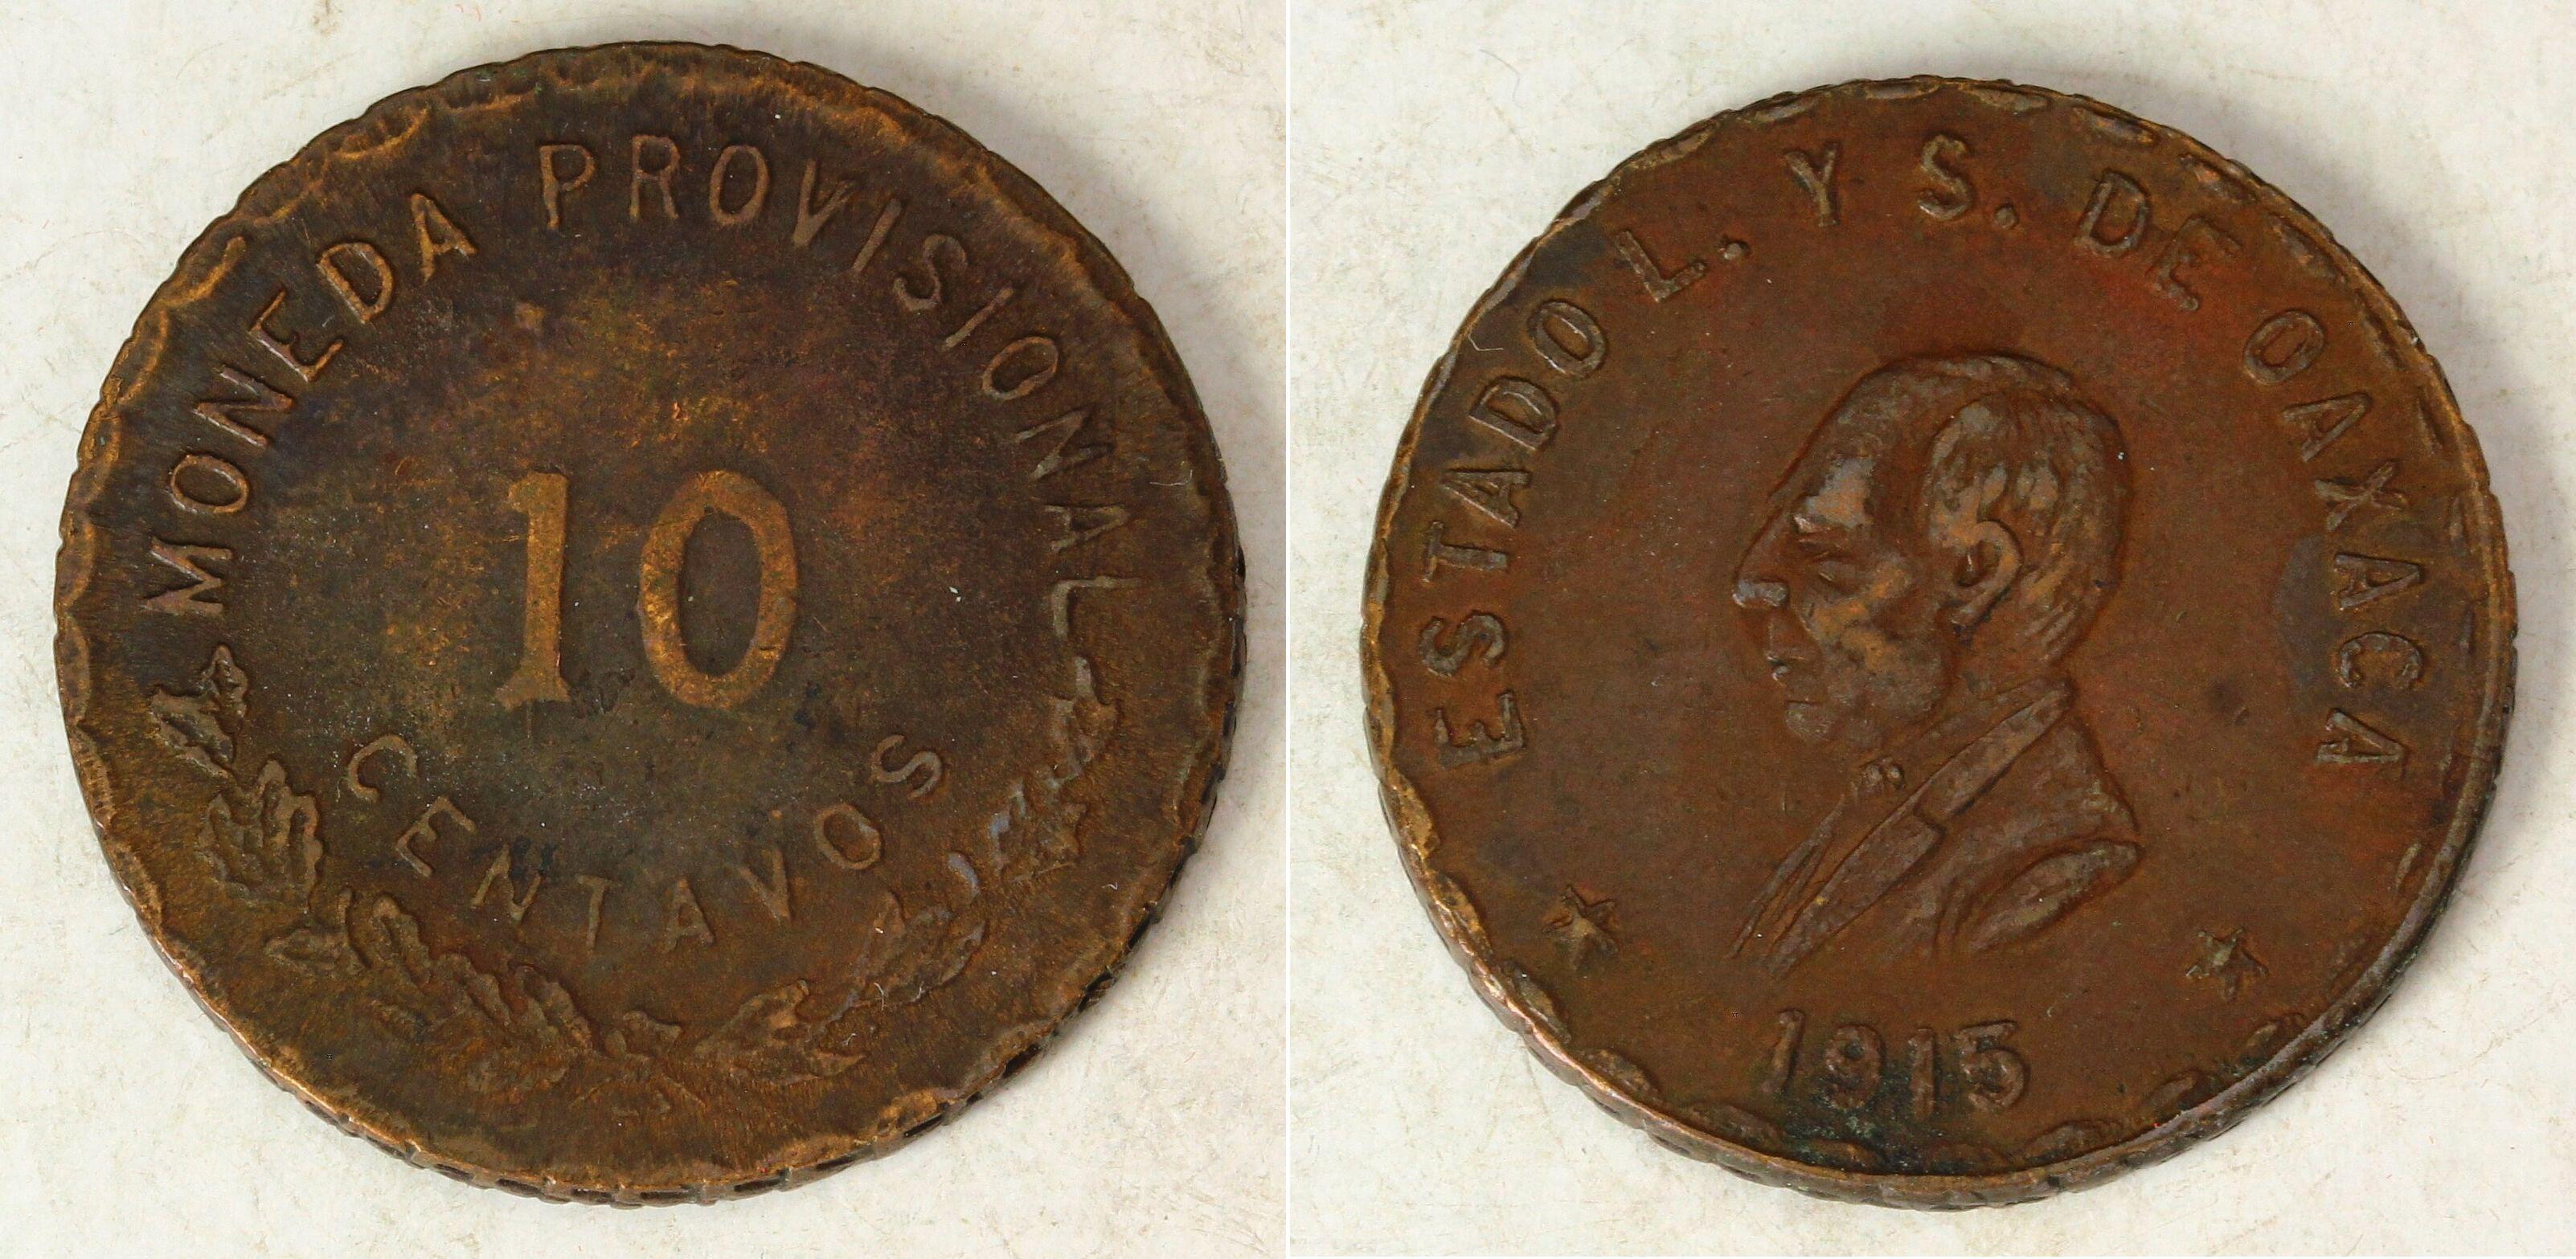 MONEDA PROVISIONAL
10
CENTAVOS
ESTADO L. Y S. DE OAXACA
1915